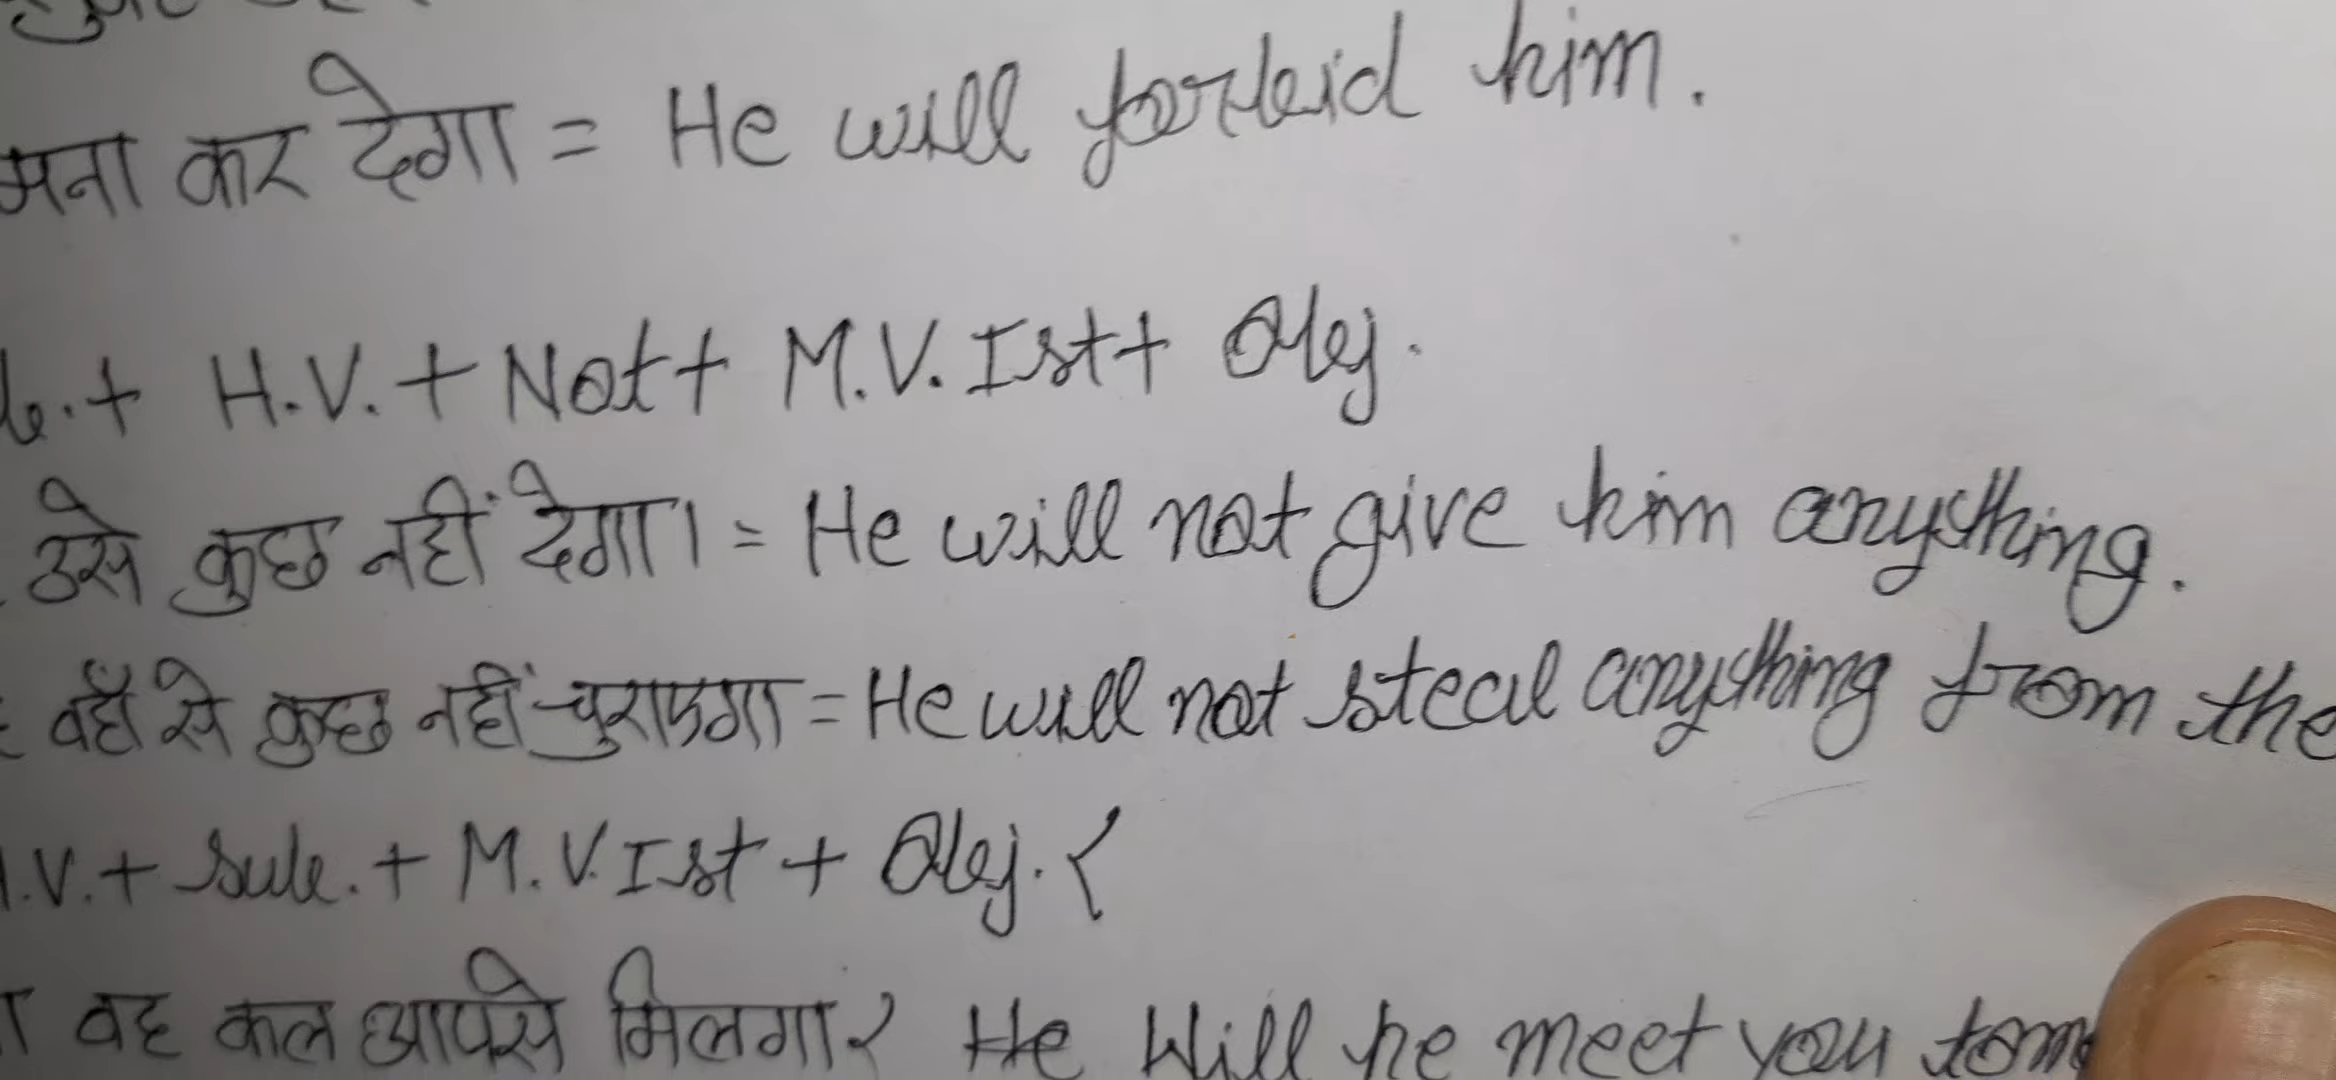 मना कर देगा = He will forbid him.
+ H.V. + Not + M.V. Ist + Obj.
उसे कुछ नहीं देगा। = He will not give him anything.
वहाँ से कुछ नहीं चुराएगा = He will not steal anything from the
.V. + Sub. + M.V. Ist + Obj. ?
वह कल आपसे मिलेगा? Will he meet you